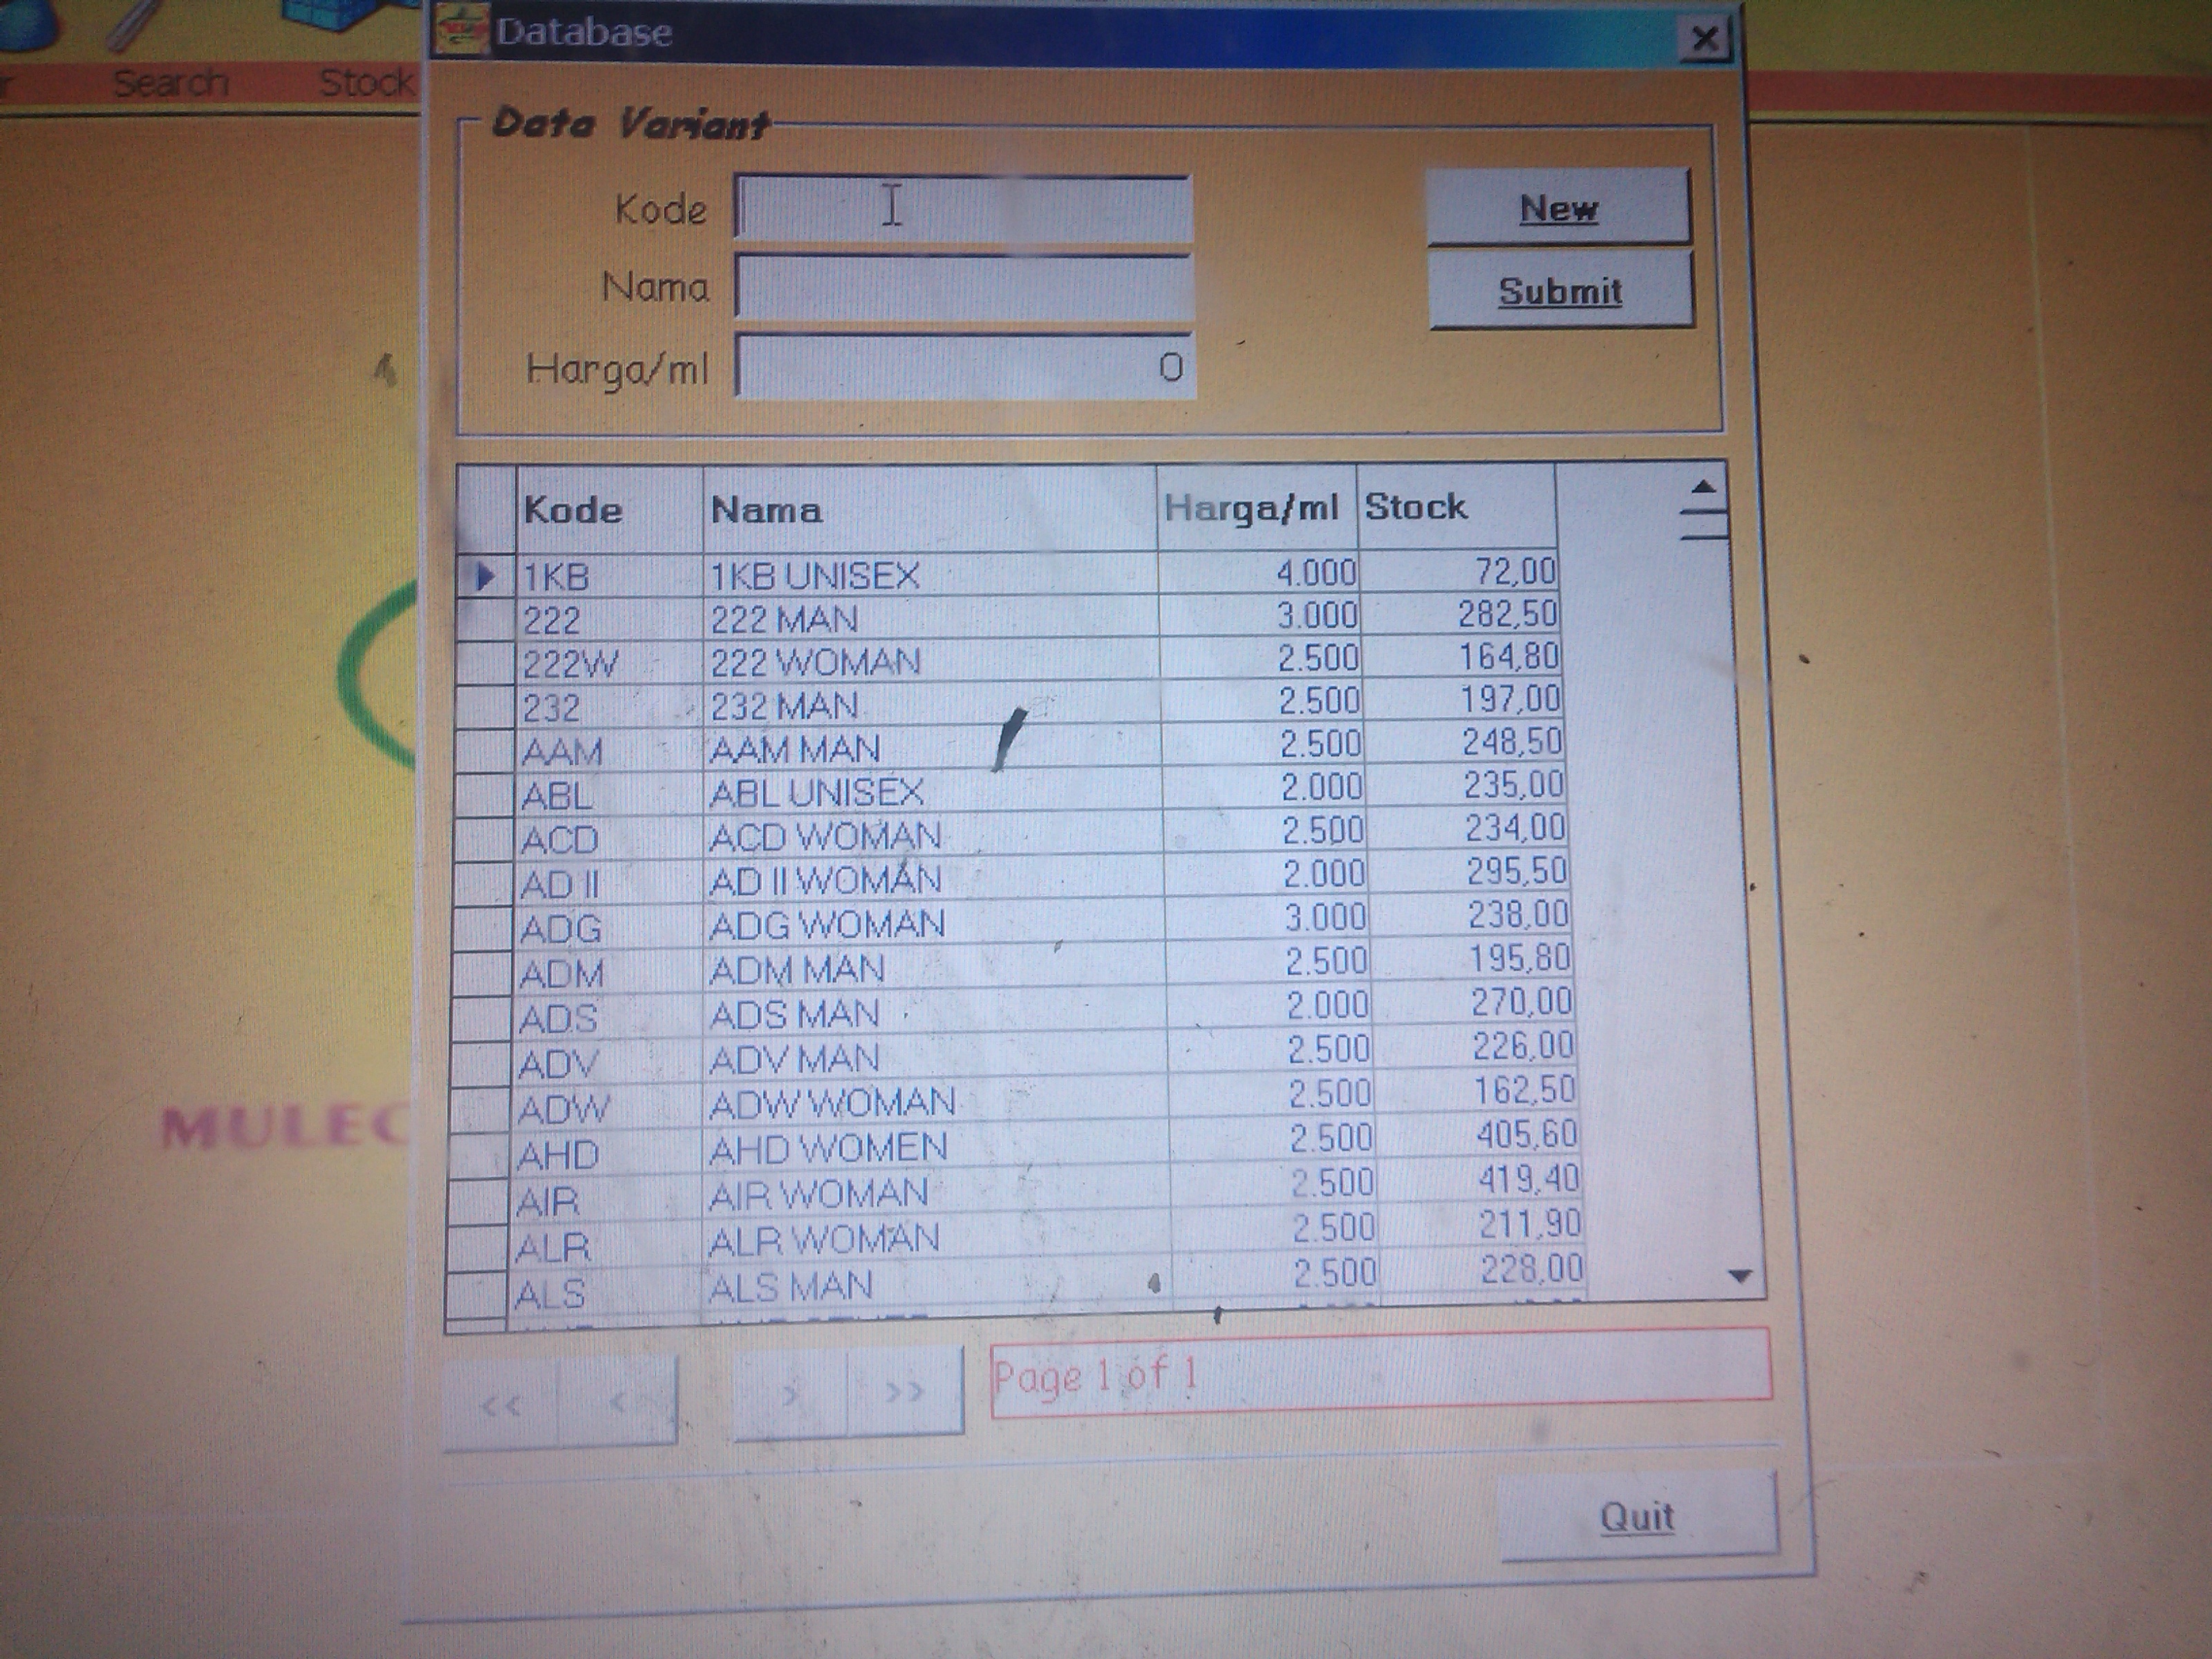 Database
Search Stock
Data Variant
Kode
New
Nama
Submit
Harga/ml 0
Kode Nama Harga/ml Stock
1KB 1KB UNISEX 4.000 72,00
222 222 MAN 3.000 282,50
222W 222 WOMAN 2.500 164,80
232 232 MAN 2.500 197,00
AAM AAM MAN 2.500 248,50
ABL ABL UNISEX 2.000 235,00
ACD ACD WOMAN 2.500 234,00
AD II AD II WOMAN 2.000 295,50
ADG ADG WOMAN 3.000 238,00
ADM ADM MAN 2.500 195,80
ADS ADS MAN 2.000 270,00
ADV ADV MAN 2.500 226,00
ADW ADW WOMAN 2.500 162,50
AHD AHD WOMEN 2.500 405,60
AIR AIR WOMAN 2.500 419,40
ALR ALR WOMAN 2.500 211,90
ALS ALS MAN 2.500 228,00
MULEC
<< < > >> Page 1 of 1
Quit